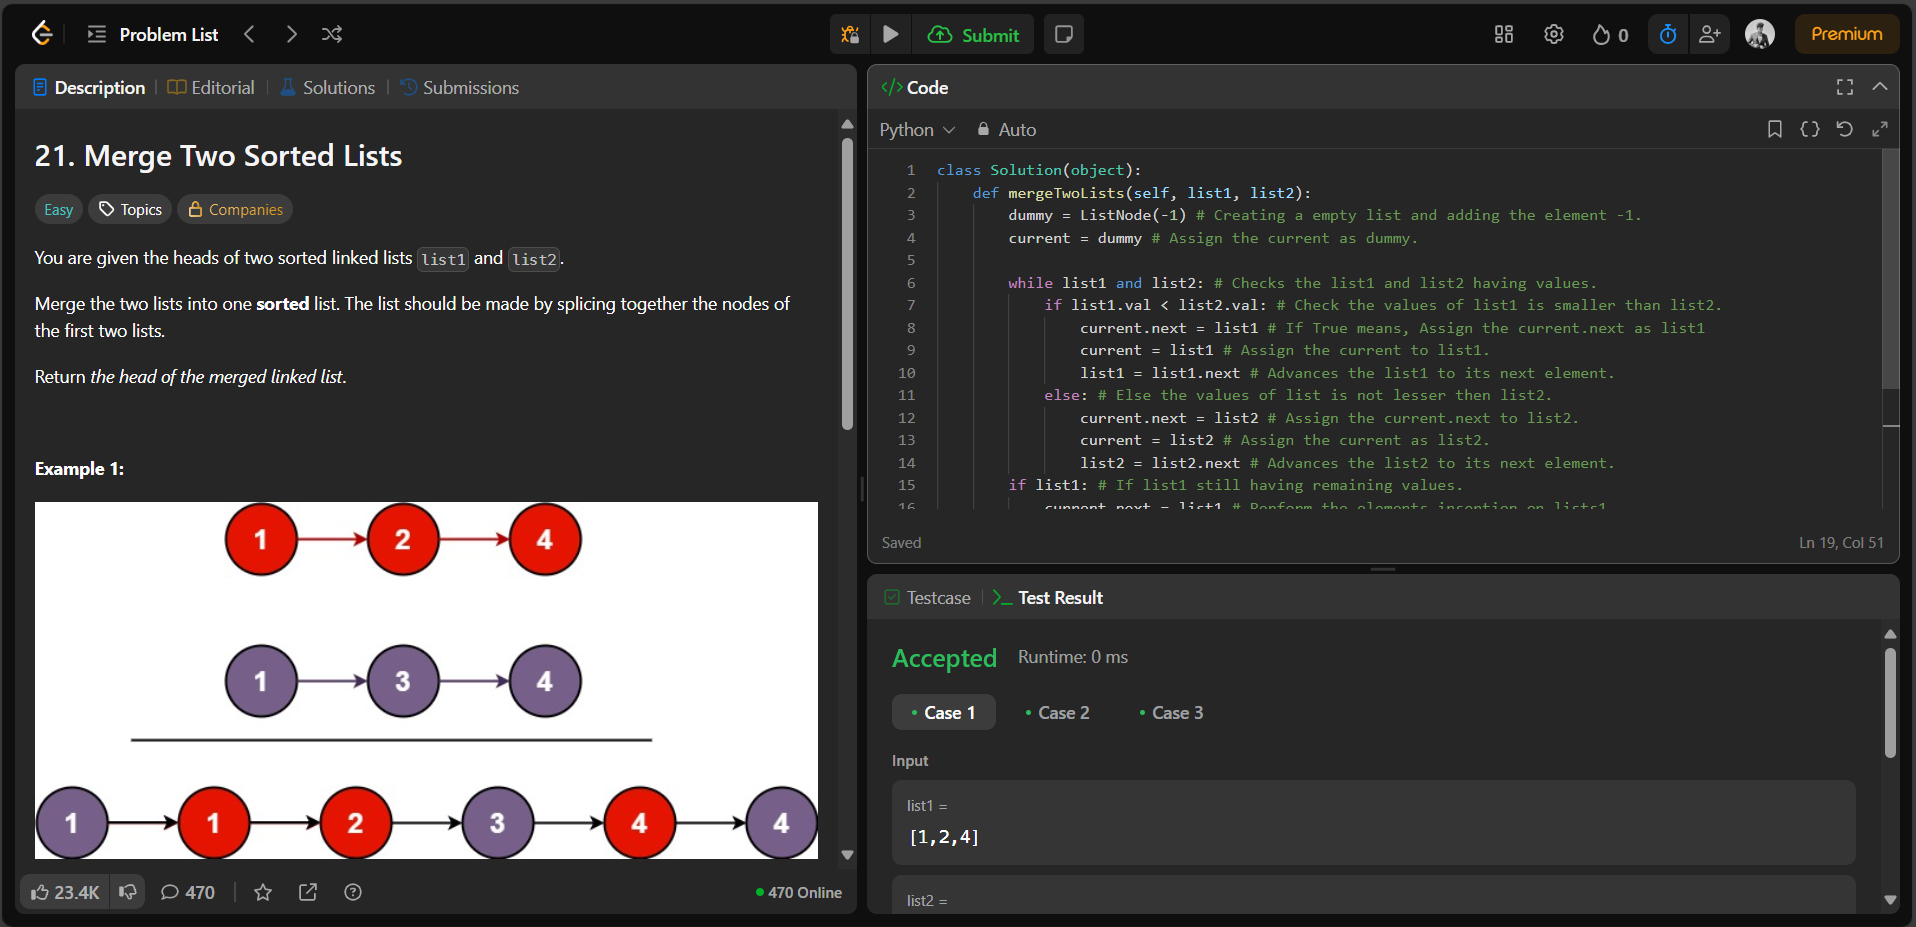 Problem List
Submit
0
Premium
Description
Editorial
Solutions
Submissions
21. Merge Two Sorted Lists
Easy
Topics
Companies
You are given the heads of two sorted linked lists list1 and list2.
Merge the two lists into one sorted list. The list should be made by splicing together the nodes of
the first two lists.
Return the head of the merged linked list.
Example 1:
1 2 4
1 3 4
1 1 2 3 4 4
23.4K
470
470 Online
</> Code
Python
Auto
1 class Solution(object):
2 def mergeTwoLists(self, list1, list2):
3 dummy = ListNode(-1) # Creating a empty list and adding the element -1.
4 current = dummy # Assign the current as dummy.
5
6 while list1 and list2: # Checks the list1 and list2 having values.
7 if list1.val < list2.val: # Check the values of list1 is smaller than list2.
8 current.next = list1 # If True means, Assign the current.next as list1
9 current = list1 # Assign the current to list1.
10 list1 = list1.next # Advances the list1 to its next element.
11 else: # Else the values of list is not lesser then list2.
12 current.next = list2 # Assign the current.next to list2.
13 current = list2 # Assign the current as list2.
14 list2 = list2.next # Advances the list2 to its next element.
15 if list1: # If list1 still having remaining values.
16 current.next = list1 # Perform the elements insertion on lists1
Saved
Ln 19, Col 51
Testcase
Test Result
Accepted
Runtime: 0 ms
Case 1
Case 2
Case 3
Input
list1 =
[1,2,4]
list2 =